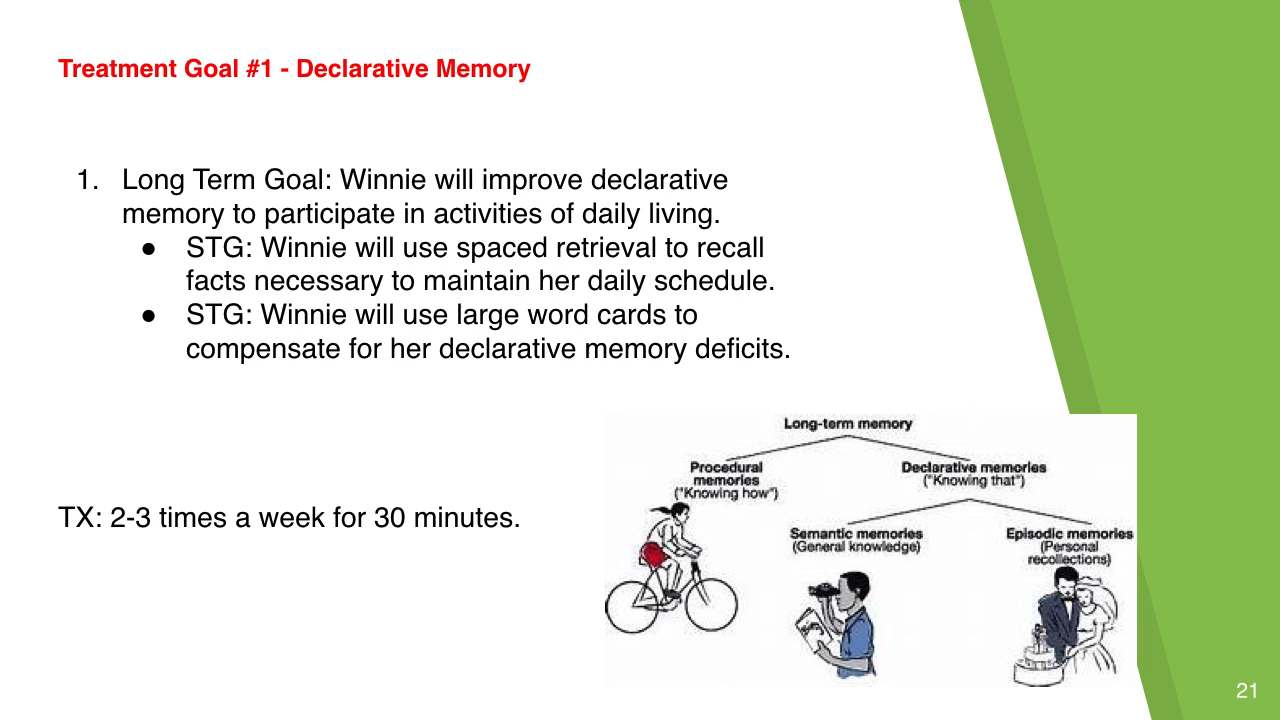 Treatment Goal #1 - Declarative Memory
1. Long Term Goal: Winnie will improve declarative
memory to participate in activities of daily living.
● STG: Winnie will use spaced retrieval to recall
facts necessary to maintain her daily schedule.
● STG: Winnie will use large word cards to
compensate for her declarative memory deficits.
TX: 2-3 times a week for 30 minutes.
Long-term memory
Procedural
memories
("Knowing how")
Declarative memories
("Knowing that")
Semantic memories
(General knowledge)
Episodic memories
(Personal
recollections)
21